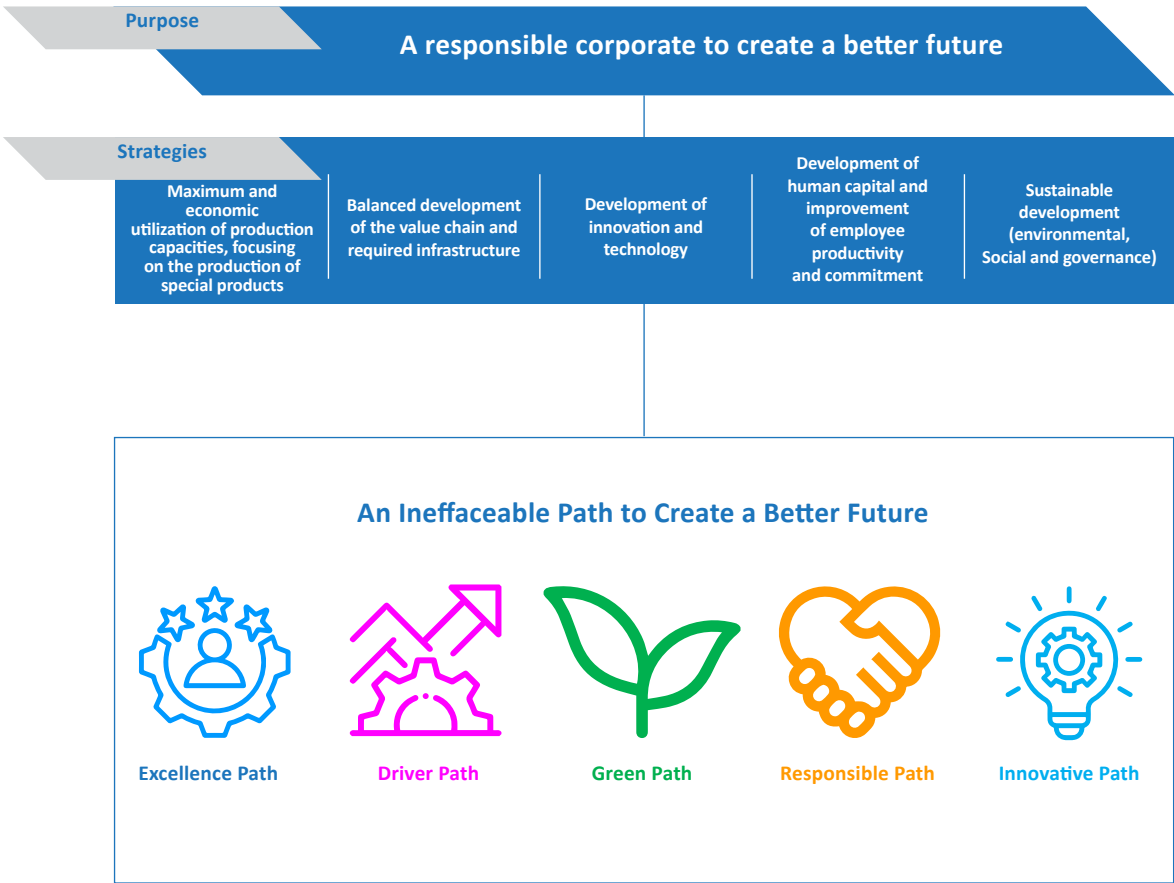 Purpose
A responsible corporate to create a better future
Strategies
Maximum and
economic
utilization of production
capacities, focusing
on the production of
special products
Balanced development
of the value chain and
required infrastructure
Development of
innovation and
technology
Development of
human capital and
improvement
of employee
productivity
and commitment
Sustainable
development
(environmental,
Social and governance)
An Ineffaceable Path to Create a Better Future
Excellence Path
Driver Path
Green Path
Responsible Path
Innovative Path